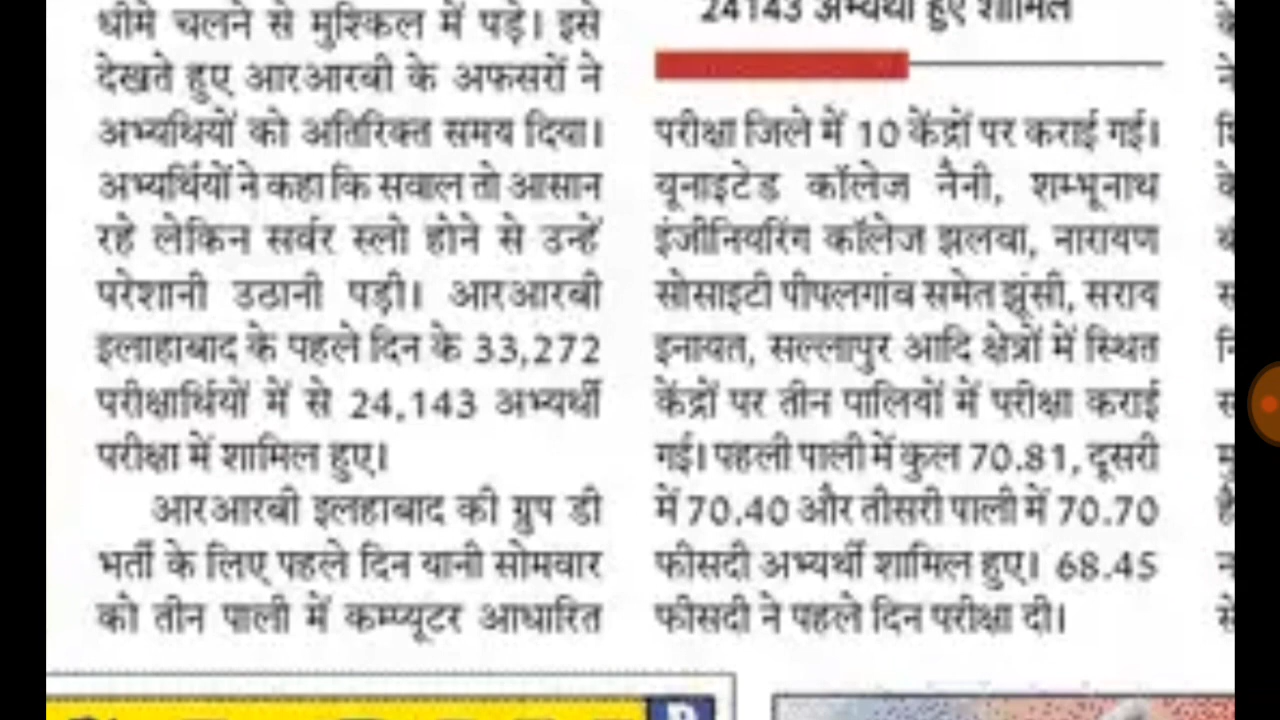 धीमे चलने से मुश्किल में पड़े। इसे
देखते हुए आरआरबी के अफसरों ने
अभ्यथियों को अतिरिक्त समय दिया।
अभ्यर्थियों ने कहा कि सवाल तो आसान
रहे लेकिन सर्वर स्लो होने से उन्हें
परेशानी उठानी पड़ी। आरआरबी
इलाहाबाद के पहले दिन के 33,272
परीक्षार्थियों में से 24,143 अभ्यर्थी
परीक्षा में शामिल हुए।
आरआरबी इलहाबाद की ग्रुप डी
भर्ती के लिए पहले दिन यानी सोमवार
को तीन पाली में कम्प्यूटर आधारित
24143 अभ्यर्थी हुए शामिल
परीक्षा जिले में 10 केंद्रों पर कराई गई।
यूनाइटेड कॉलेज नैनी, शम्भूनाथ
इंजीनियरिंग कॉलेज झलवा, नारायण
सोसाइटी पीपलगांव समेत झूंसी, सराय
इनायत, सल्लापुर आदि क्षेत्रों में स्थित
केंद्रों पर तीन पालियों में परीक्षा कराई
गई। पहली पाली में कुल 70.81, दूसरी
में 70.40 और तीसरी पाली में 70.70
फीसदी अभ्यर्थी शामिल हुए। 68.45
फीसदी ने पहले दिन परीक्षा दी।